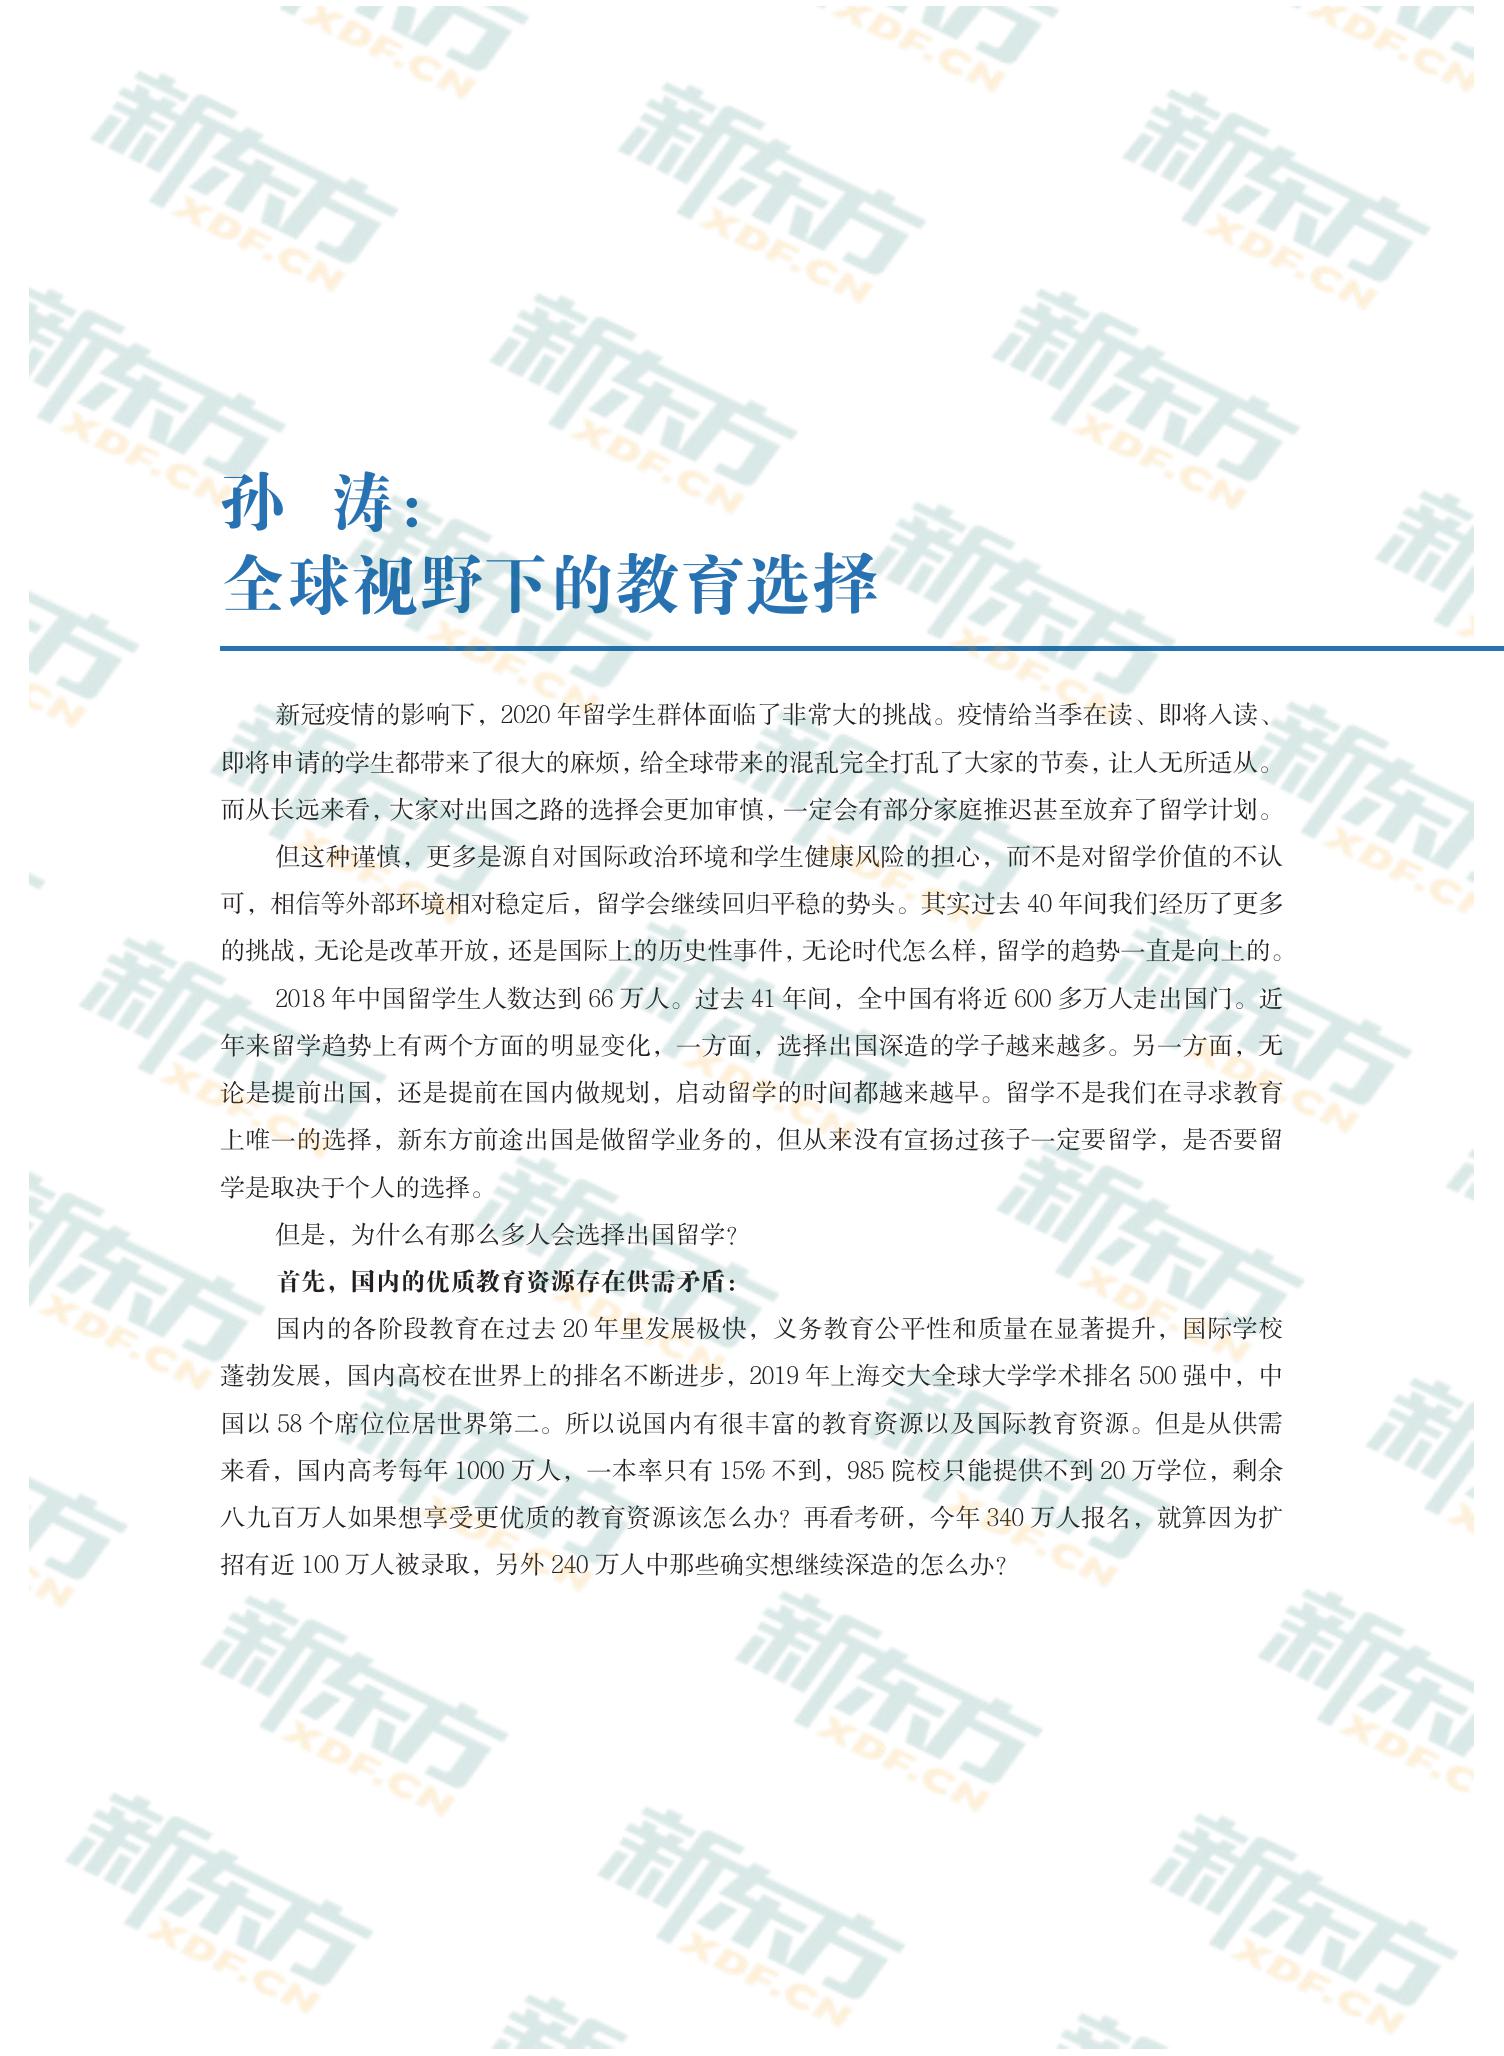 孙 涛：
全球视野下的教育选择
新冠疫情的影响下，2020 年留学生群体面临了非常大的挑战。疫情给当季在读、即将入读、
即将申请的学生都带来了很大的麻烦，给全球带来的混乱完全打乱了大家的节奏，让人无所适从。
而从长远来看，大家对出国之路的选择会更加审慎，一定会有部分家庭推迟甚至放弃了留学计划。
但这种谨慎，更多是源自对国际政治环境和学生健康风险的担心，而不是对留学价值的不认
可，相信等外部环境相对稳定后，留学会继续回归平稳的势头。其实过去 40 年间我们经历了更多
的挑战，无论是改革开放，还是国际上的历史性事件，无论时代怎么样，留学的趋势一直是向上的。
2018 年中国留学生人数达到 66 万人。过去 41 年间，全中国有将近 600 多万人走出国门。近
年来留学趋势上有两个方面的明显变化，一方面，选择出国深造的学子越来越多。另一方面，无
论是提前出国，还是提前在国内做规划，启动留学的时间都越来越早。留学不是我们在寻求教育
上唯一的选择，新东方前途出国是做留学业务的，但从来没有宣扬过孩子一定要留学，是否要留
学是取决于个人的选择。
但是，为什么有那么多人会选择出国留学？
首先，国内的优质教育资源存在供需矛盾：
国内的各阶段教育在过去 20 年里发展极快，义务教育公平性和质量在显著提升，国际学校
蓬勃发展，国内高校在世界上的排名不断进步，2019 年上海交大全球大学学术排名 500 强中，中
国以 58 个席位位居世界第二。所以说国内有很丰富的教育资源以及国际教育资源。但是从供需
来看，国内高考每年 1000 万人，一本率只有 15% 不到，985 院校只能提供不到 20 万学位，剩余
八九百万人如果想享受更优质的教育资源该怎么办？再看考研，今年 340 万人报名，就算因为扩
招有近 100 万人被录取，另外 240 万人中那些确实想继续深造的怎么办？
新东方
XDF.CN